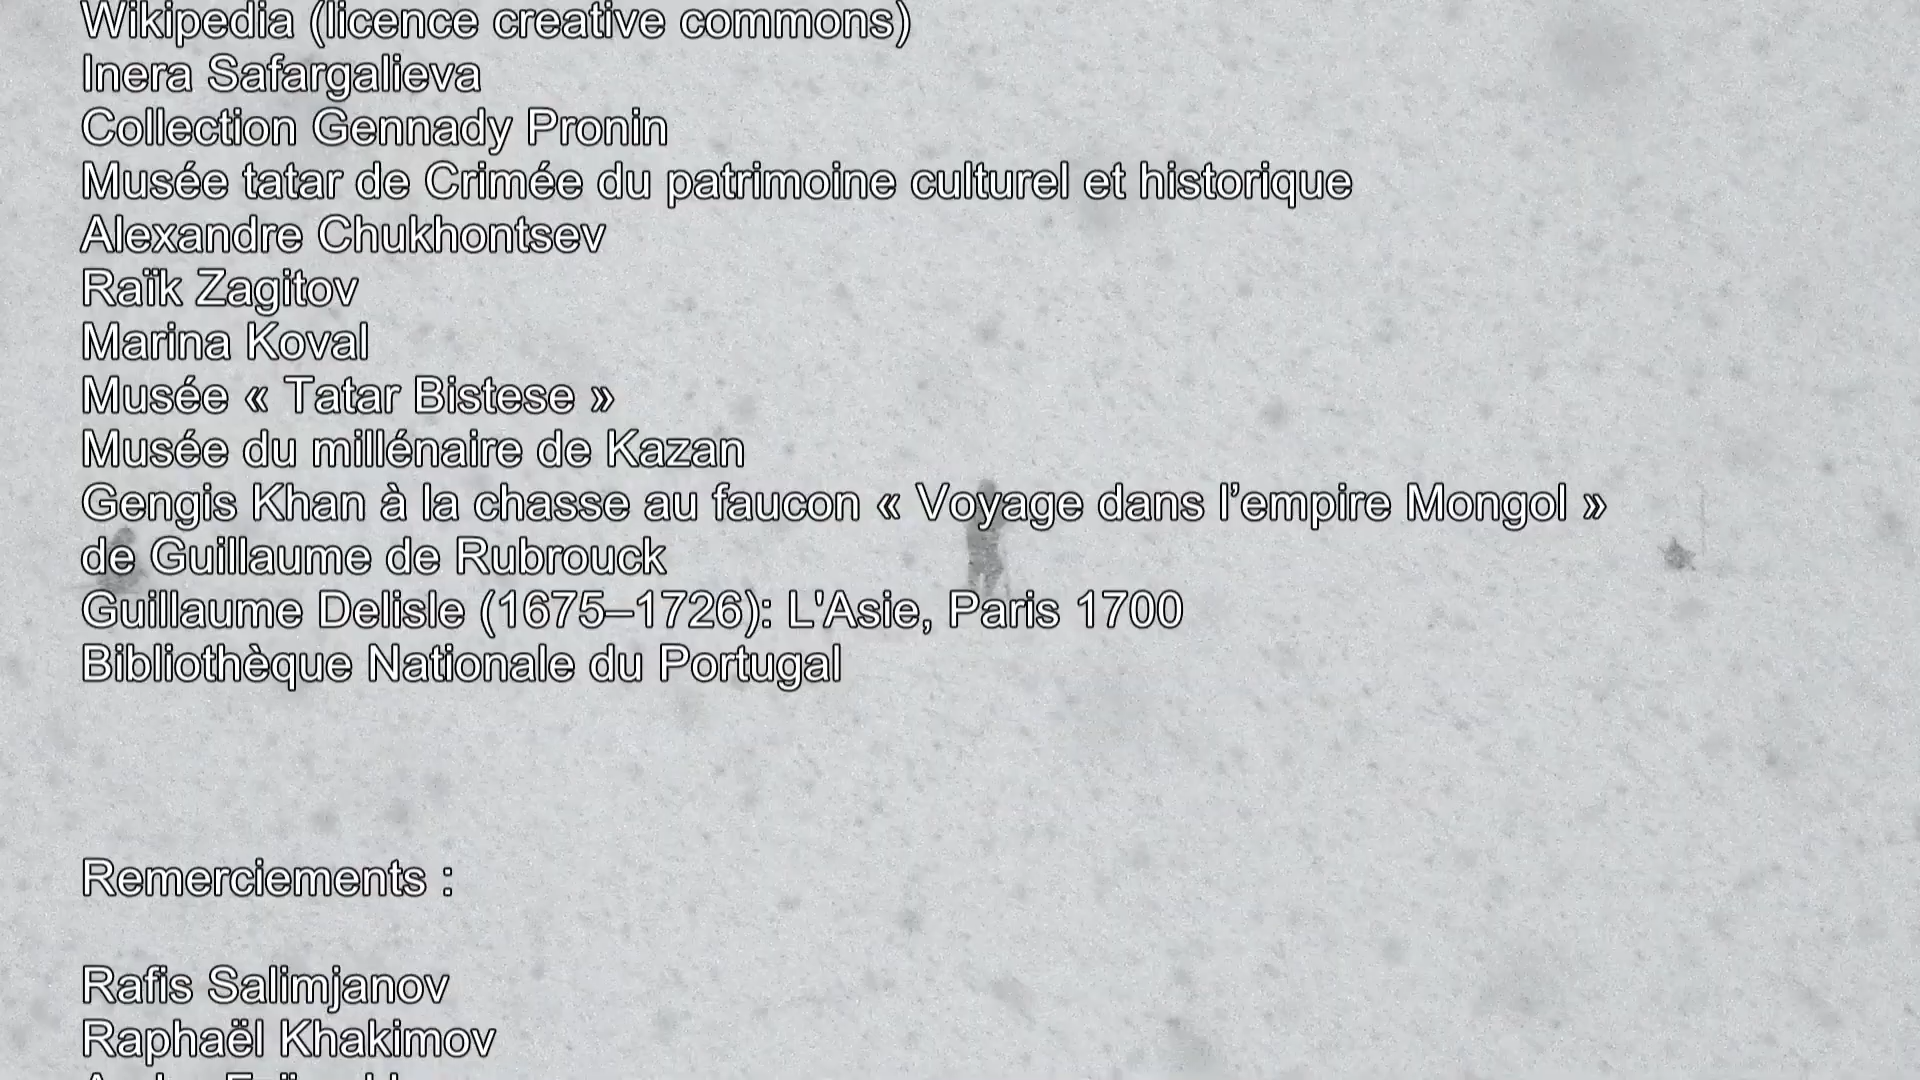 Wikipedia (licence creative commons)
Inera Safargalieva
Collection Gennady Pronin
Musée tatar de Crimée du patrimoine culturel et historique
Alexandre Chukhontsev
Raïk Zagitov
Marina Koval
Musée « Tatar Bistese »
Musée du millénaire de Kazan
Gengis Khan à la chasse au faucon « Voyage dans l’empire Mongol »
de Guillaume de Rubrouck
Guillaume Delisle (1675–1726): L'Asie, Paris 1700
Bibliothèque Nationale du Portugal
Remerciements :
Rafis Salimjanov
Raphaël Khakimov